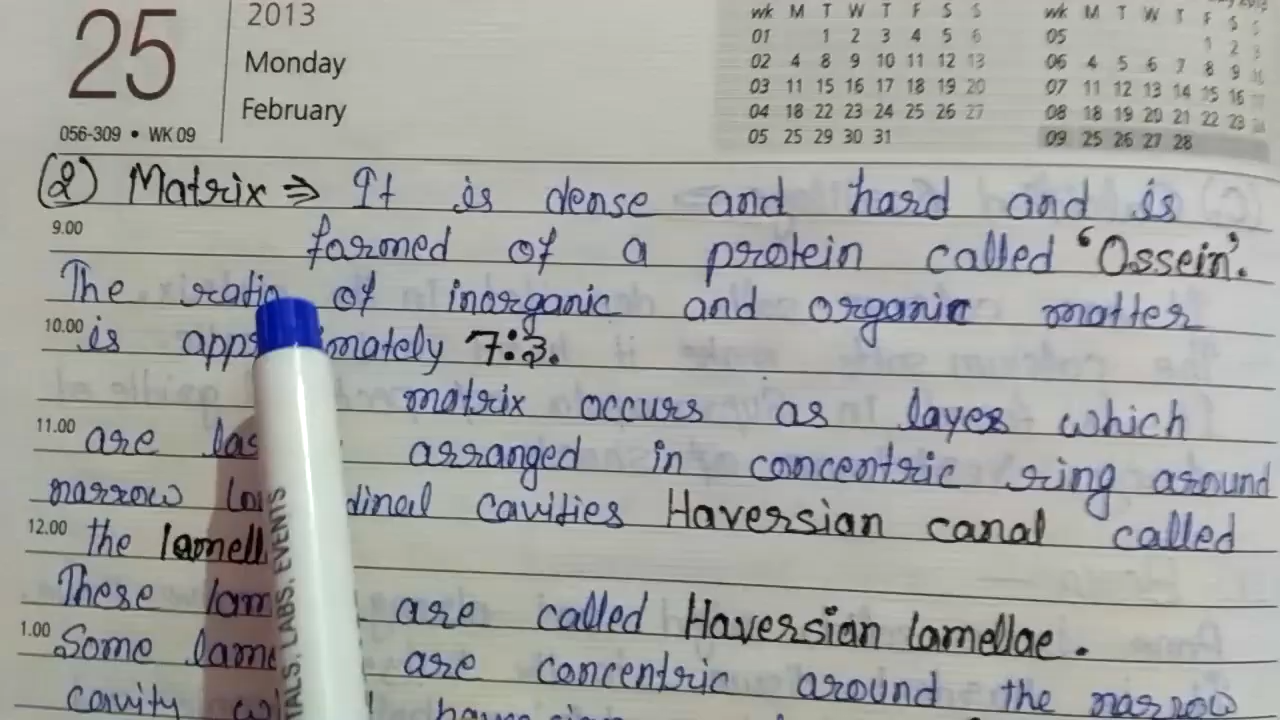 25
2013
Monday
February
056-309 • WK 09
wk M T W T F S S
01 1 2 3 4 5 6
02 4 8 9 10 11 12 13
03 11 15 16 17 18 19 20
04 18 22 23 24 25 26 27
05 25 29 30 31
wk M T W T F S S
05 1 2 3
06 4 5 6 7 8 9 10
07 11 12 13 14 15 16
08 18 19 20 21 22 23
09 25 26 27 28
(2) Matrix ⇒ It is dense and hard and is
9.00 formed of a protein called 'Ossein'.
The ratio of inorganic and organic matter
10.00 is mately 7:3.
matrix occurs as layes which
11.00 are arranged in concentric ring around
narrow cavities Haversian canal called
12.00 the
These are called Haversian lamellae.
1.00 Some are concentric around the narrow
cavity
TALS. LABS. EVENTS